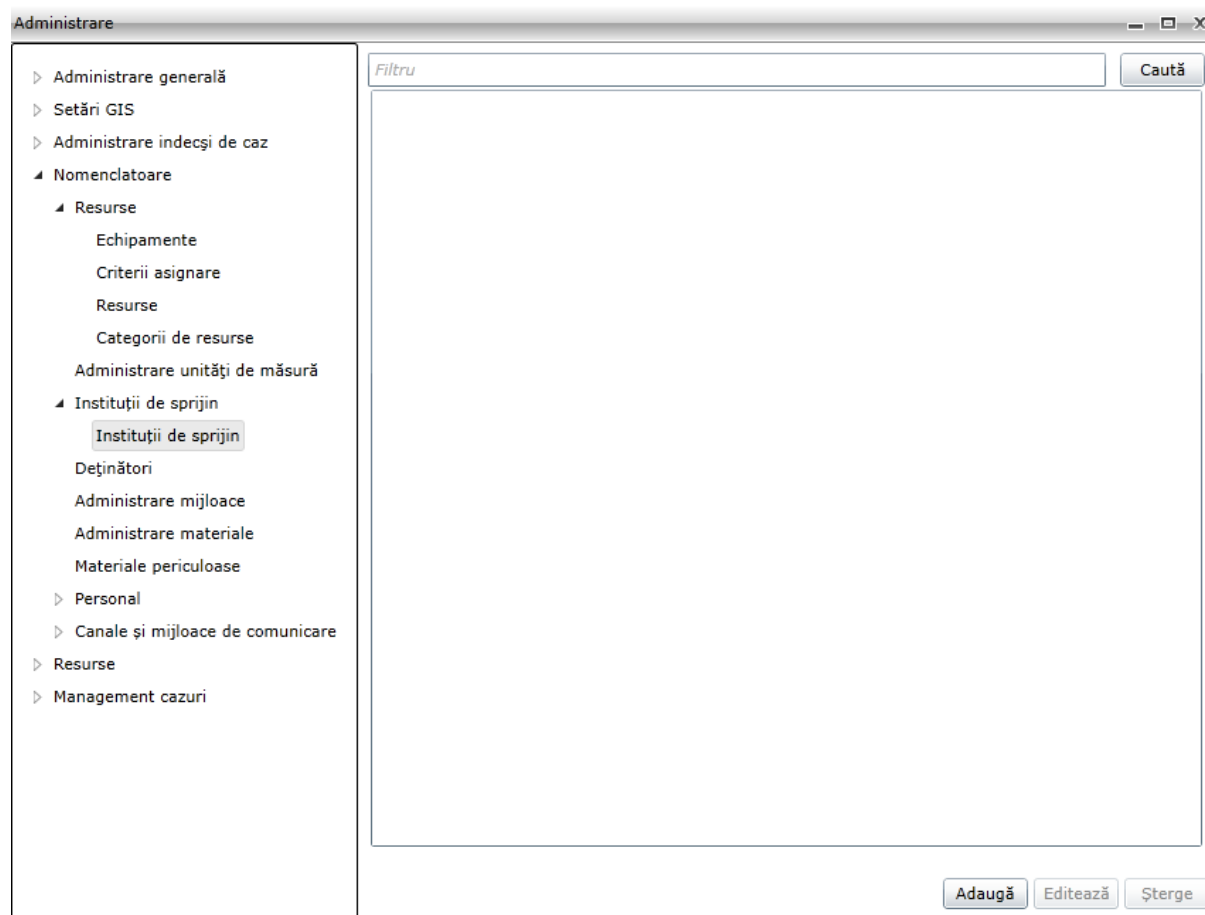 Administrare
Administrare generală
Setări GIS
Administrare indecşi de caz
Nomenclatoare
Resurse
Echipamente
Criterii asignare
Resurse
Categorii de resurse
Administrare unităţi de măsură
Instituții de sprijin
Instituții de sprijin
Deţinători
Administrare mijloace
Administrare materiale
Materiale periculoase
Personal
Canale și mijloace de comunicare
Resurse
Management cazuri
Filtru
Caută
Adaugă
Editează
Șterge